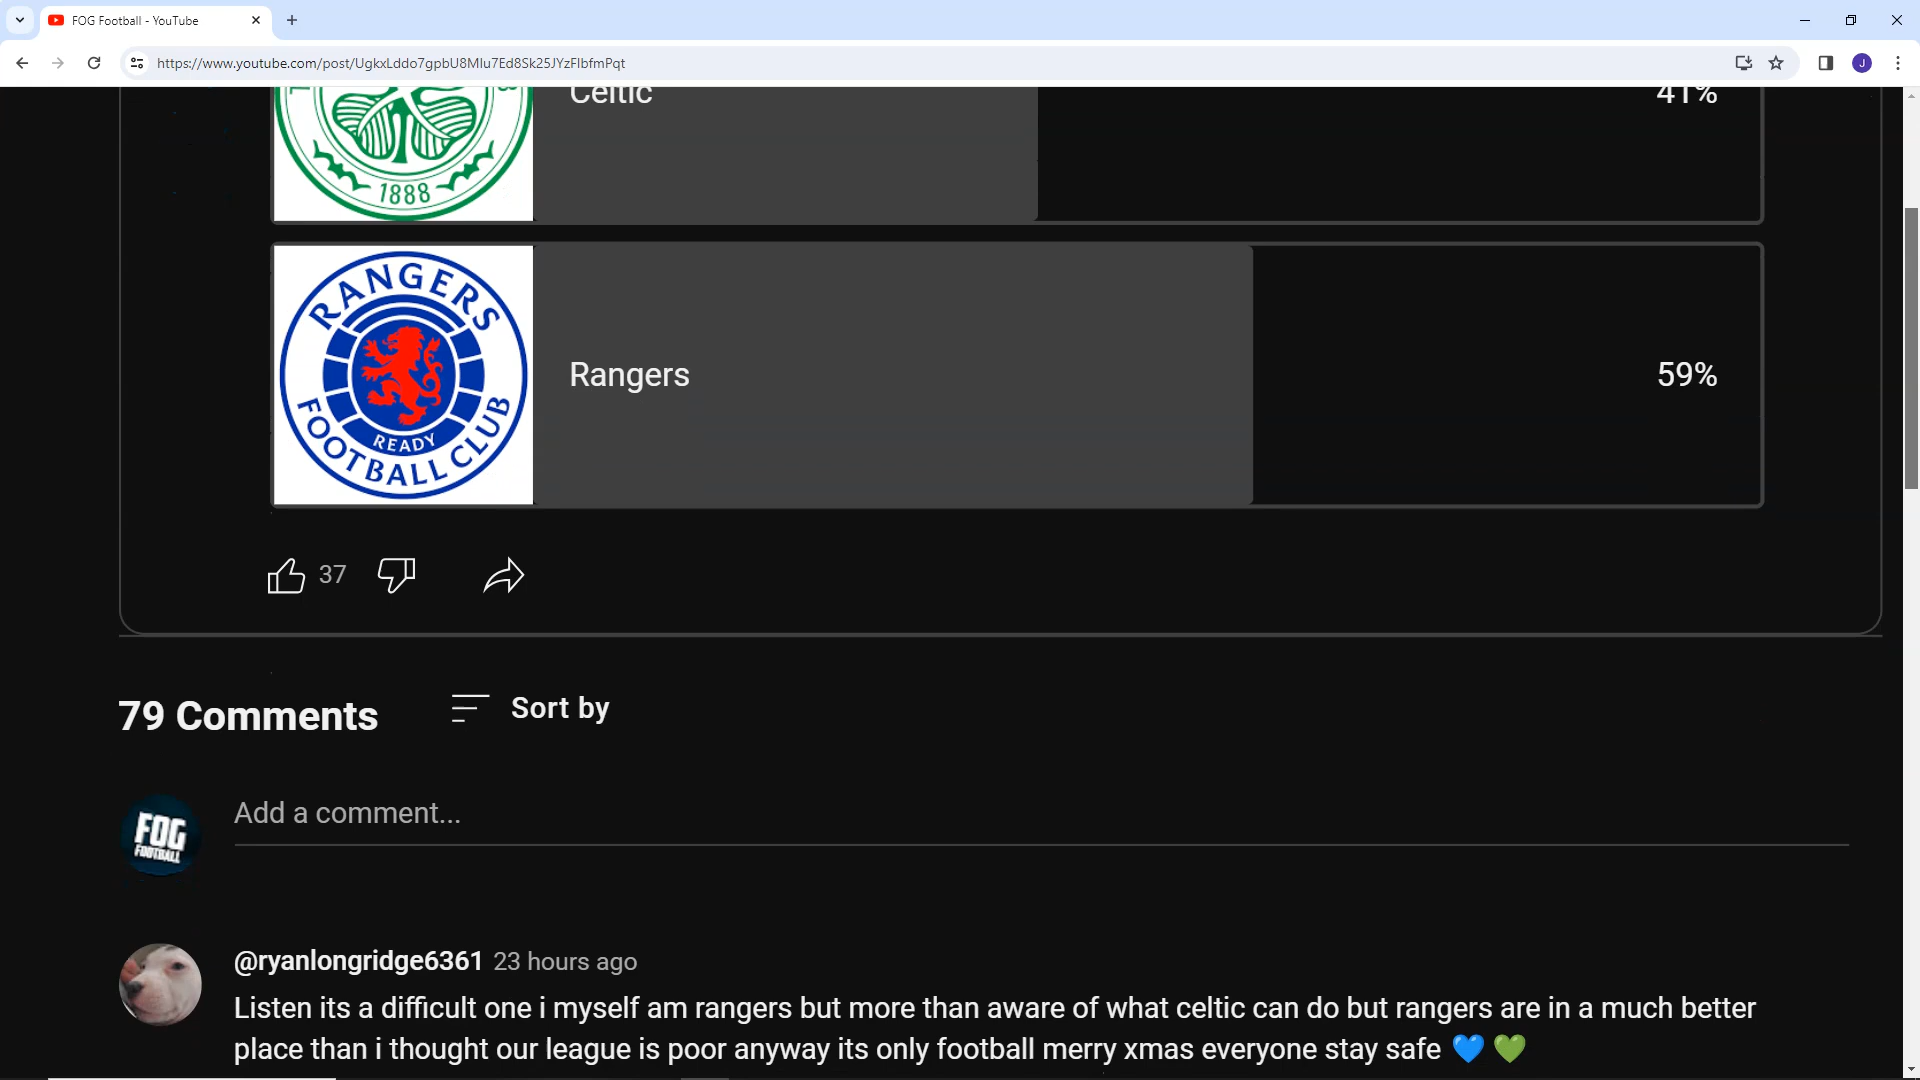 FOG Football - YouTube
https://www.youtube.com/post/UgkxLddo7gpbU8Mlu7Ed8Sk25JYzFlbfmPqt
J
Celtic
41%
1888
RANGERS
READY
FOOTBALL CLUB
Rangers
59%
37
79 Comments
Sort by
FOG
FOOTBALL
Add a comment...
@ryanlongridge6361 23 hours ago
Listen its a difficult one i myself am rangers but more than aware of what celtic can do but rangers are in a much better
place than i thought our league is poor anyway its only football merry xmas everyone stay safe 💙 💚